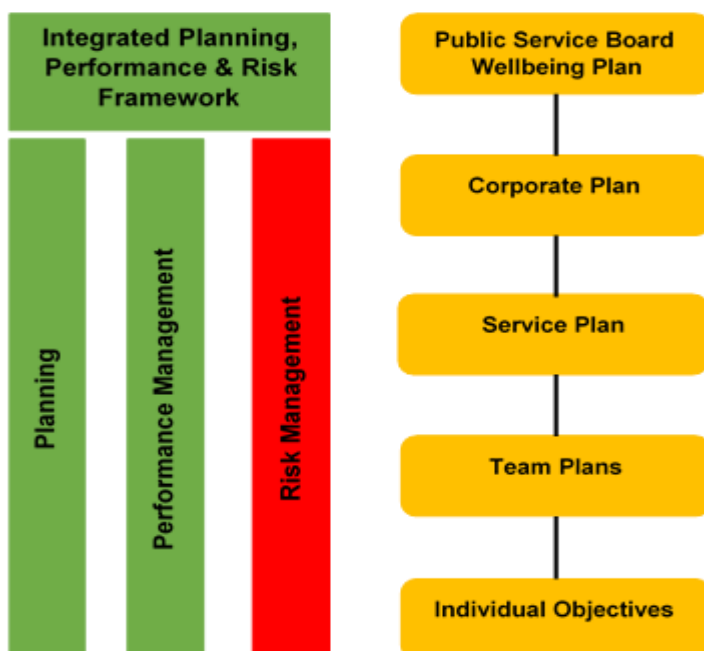 Integrated Planning,
Performance & Risk
Framework
Planning
Performance Management
Risk Management
Public Service Board
Wellbeing Plan
Corporate Plan
Service Plan
Team Plans
Individual Objectives